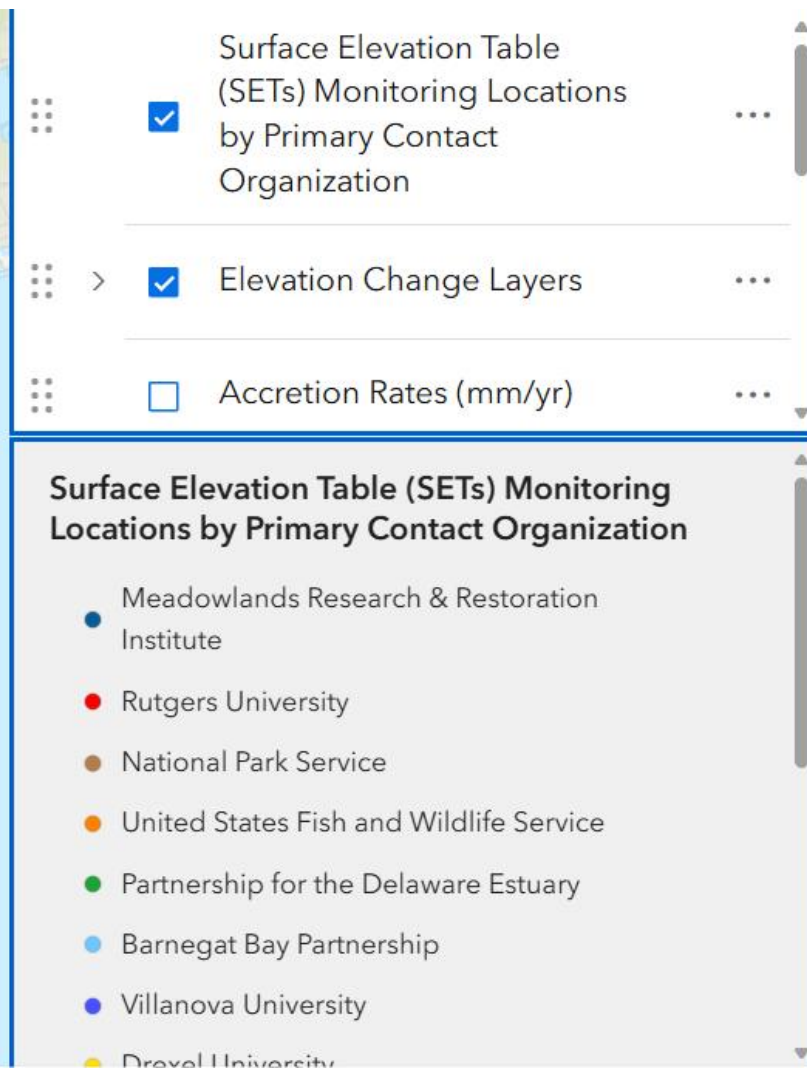 Surface Elevation Table
(SETs) Monitoring Locations
by Primary Contact
Organization
Elevation Change Layers
Accretion Rates (mm/yr)
Surface Elevation Table (SETs) Monitoring
Locations by Primary Contact Organization
Meadowlands Research & Restoration
Institute
Rutgers University
National Park Service
United States Fish and Wildlife Service
Partnership for the Delaware Estuary
Barnegat Bay Partnership
Villanova University
Drexel University